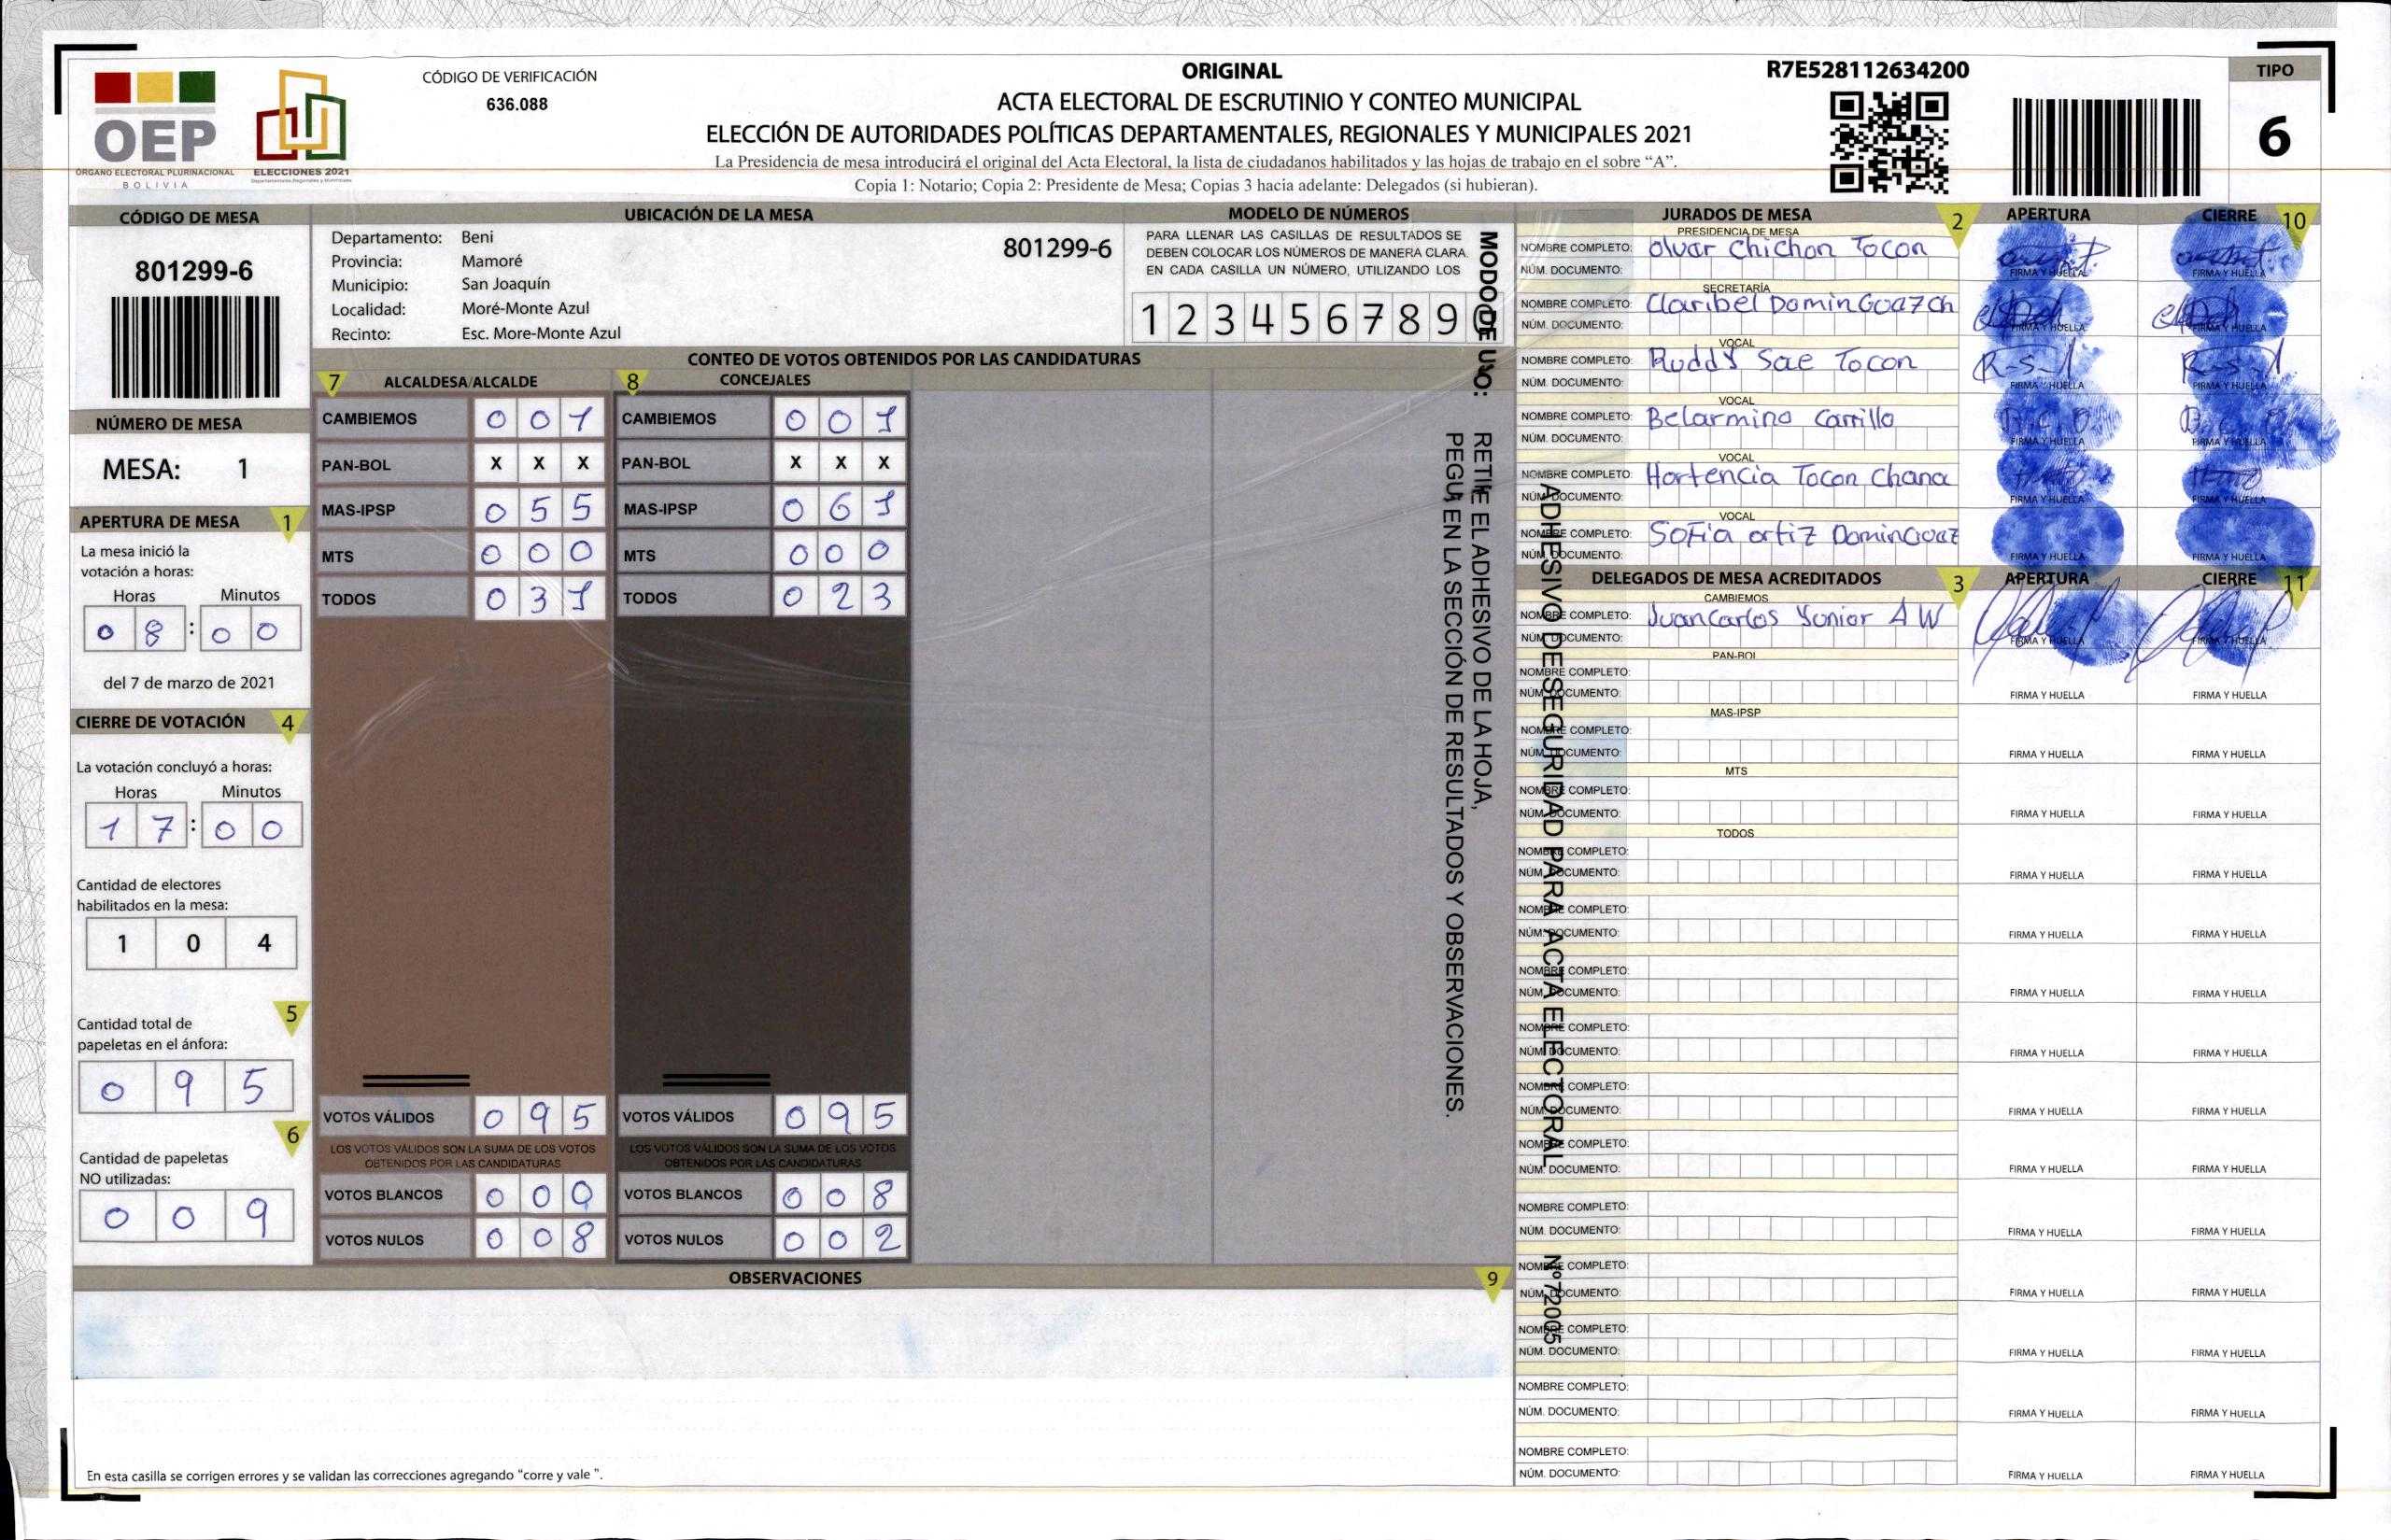 ORIGINAL
R7E528112634200
TIPO
6
CÓDIGO DE VERIFICACIÓN
636.088
ACTA ELECTORAL DE ESCRUTINIO Y CONTEO MUNICIPAL
ELECCIÓN DE AUTORIDADES POLÍTICAS DEPARTAMENTALES, REGIONALES Y MUNICIPALES 2021
La Presidencia de mesa introducirá el original del Acta Electoral, la lista de ciudadanos habilitados y las hojas de trabajo en el sobre “A”.
Copia 1: Notario; Copia 2: Presidente de Mesa; Copias 3 hacia adelante: Delegados (si hubieran).
OEP
ÓRGANO ELECTORAL PLURINACIONAL
BOLIVIA
ELECCIONES 2021
CÓDIGO DE MESA
801299-6
NÚMERO DE MESA
MESA: 1
APERTURA DE MESA 1
La mesa inició la
votación a horas:
Horas Minutos
0 8 : 0 0
del 7 de marzo de 2021
CIERRE DE VOTACIÓN 4
La votación concluyó a horas:
Horas Minutos
1 7 : 0 0
Cantidad de electores
habilitados en la mesa:
1 0 4
5
Cantidad total de
papeletas en el ánfora:
0 9 5
6
Cantidad de papeletas
NO utilizadas:
0 0 9
UBICACIÓN DE LA MESA
Departamento: Beni
801299-6
Provincia: Mamoré
Municipio: San Joaquín
Localidad: Moré-Monte Azul
Recinto: Esc. More-Monte Azul
MODELO DE NÚMEROS
PARA LLENAR LAS CASILLAS DE RESULTADOS SE
DEBEN COLOCAR LOS NÚMEROS DE MANERA CLARA.
EN CADA CASILLA UN NÚMERO, UTILIZANDO LOS
1 2 3 4 5 6 7 8 9 0
CONTEO DE VOTOS OBTENIDOS POR LAS CANDIDATURAS
7 ALCALDESA/ALCALDE
CAMBIEMOS 0 0 1
PAN-BOL X X X
MAS-IPSP 0 5 5
MTS 0 0 0
TODOS 0 3 1
VOTOS VÁLIDOS 0 9 5
LOS VOTOS VÁLIDOS SON LA SUMA DE LOS VOTOS
OBTENIDOS POR LAS CANDIDATURAS
VOTOS BLANCOS 0 0 0
VOTOS NULOS 0 0 8
8 CONCEJALES
CAMBIEMOS 0 0 1
PAN-BOL X X X
MAS-IPSP 0 6 1
MTS 0 0 0
TODOS 0 2 3
VOTOS VÁLIDOS 0 9 5
LOS VOTOS VÁLIDOS SON LA SUMA DE LOS VOTOS
OBTENIDOS POR LAS CANDIDATURAS
VOTOS BLANCOS 0 0 8
VOTOS NULOS 0 0 2
OBSERVACIONES 9
En esta casilla se corrigen errores y se validan las correcciones agregando “corre y vale ”.
MODO DE USO:
RETIRE EL ADHESIVO DE LA HOJA,
PEGUE EN LA SECCIÓN DE RESULTADOS Y OBSERVACIONES.
ADHESIVO DE SEGURIDAD PARA ACTA ELECTORAL Nº72005
JURADOS DE MESA 2 APERTURA CIERRE 10
PRESIDENCIA DE MESA
NOMBRE COMPLETO: Olvar Chichon Tocon
NÚM. DOCUMENTO: FIRMA Y HUELLA FIRMA Y HUELLA
SECRETARÍA
NOMBRE COMPLETO: Claribel DominGoa7 Ch
NÚM. DOCUMENTO: FIRMA Y HUELLA FIRMA Y HUELLA
VOCAL
NOMBRE COMPLETO: Ruddy Sae Tocon
NÚM. DOCUMENTO: FIRMA Y HUELLA FIRMA Y HUELLA
VOCAL
NOMBRE COMPLETO: Belarmino Carrillo
NÚM. DOCUMENTO: FIRMA Y HUELLA FIRMA Y HUELLA
VOCAL
NOMBRE COMPLETO: Hortencia Tocon Chana
NÚM. DOCUMENTO: FIRMA Y HUELLA FIRMA Y HUELLA
VOCAL
NOMBRE COMPLETO: Sofia ortiz DominGoaz
NÚM. DOCUMENTO: FIRMA Y HUELLA FIRMA Y HUELLA
DELEGADOS DE MESA ACREDITADOS 3 APERTURA CIERRE 11
CAMBIEMOS
NOMBRE COMPLETO: Juan Carlos Yunior A W
NÚM. DOCUMENTO: FIRMA Y HUELLA FIRMA Y HUELLA
PAN-BOL
NOMBRE COMPLETO:
NÚM. DOCUMENTO: FIRMA Y HUELLA FIRMA Y HUELLA
MAS-IPSP
NOMBRE COMPLETO:
NÚM. DOCUMENTO: FIRMA Y HUELLA FIRMA Y HUELLA
MTS
NOMBRE COMPLETO:
NÚM. DOCUMENTO: FIRMA Y HUELLA FIRMA Y HUELLA
TODOS
NOMBRE COMPLETO:
NÚM. DOCUMENTO: FIRMA Y HUELLA FIRMA Y HUELLA
NOMBRE COMPLETO:
NÚM. DOCUMENTO: FIRMA Y HUELLA FIRMA Y HUELLA
NOMBRE COMPLETO:
NÚM. DOCUMENTO: FIRMA Y HUELLA FIRMA Y HUELLA
NOMBRE COMPLETO:
NÚM. DOCUMENTO: FIRMA Y HUELLA FIRMA Y HUELLA
NOMBRE COMPLETO:
NÚM. DOCUMENTO: FIRMA Y HUELLA FIRMA Y HUELLA
NOMBRE COMPLETO:
NÚM. DOCUMENTO: FIRMA Y HUELLA FIRMA Y HUELLA
NOMBRE COMPLETO:
NÚM. DOCUMENTO: FIRMA Y HUELLA FIRMA Y HUELLA
NOMBRE COMPLETO:
NÚM. DOCUMENTO: FIRMA Y HUELLA FIRMA Y HUELLA
NOMBRE COMPLETO:
NÚM. DOCUMENTO: FIRMA Y HUELLA FIRMA Y HUELLA
NOMBRE COMPLETO:
NÚM. DOCUMENTO: FIRMA Y HUELLA FIRMA Y HUELLA
NOMBRE COMPLETO:
NÚM. DOCUMENTO: FIRMA Y HUELLA FIRMA Y HUELLA